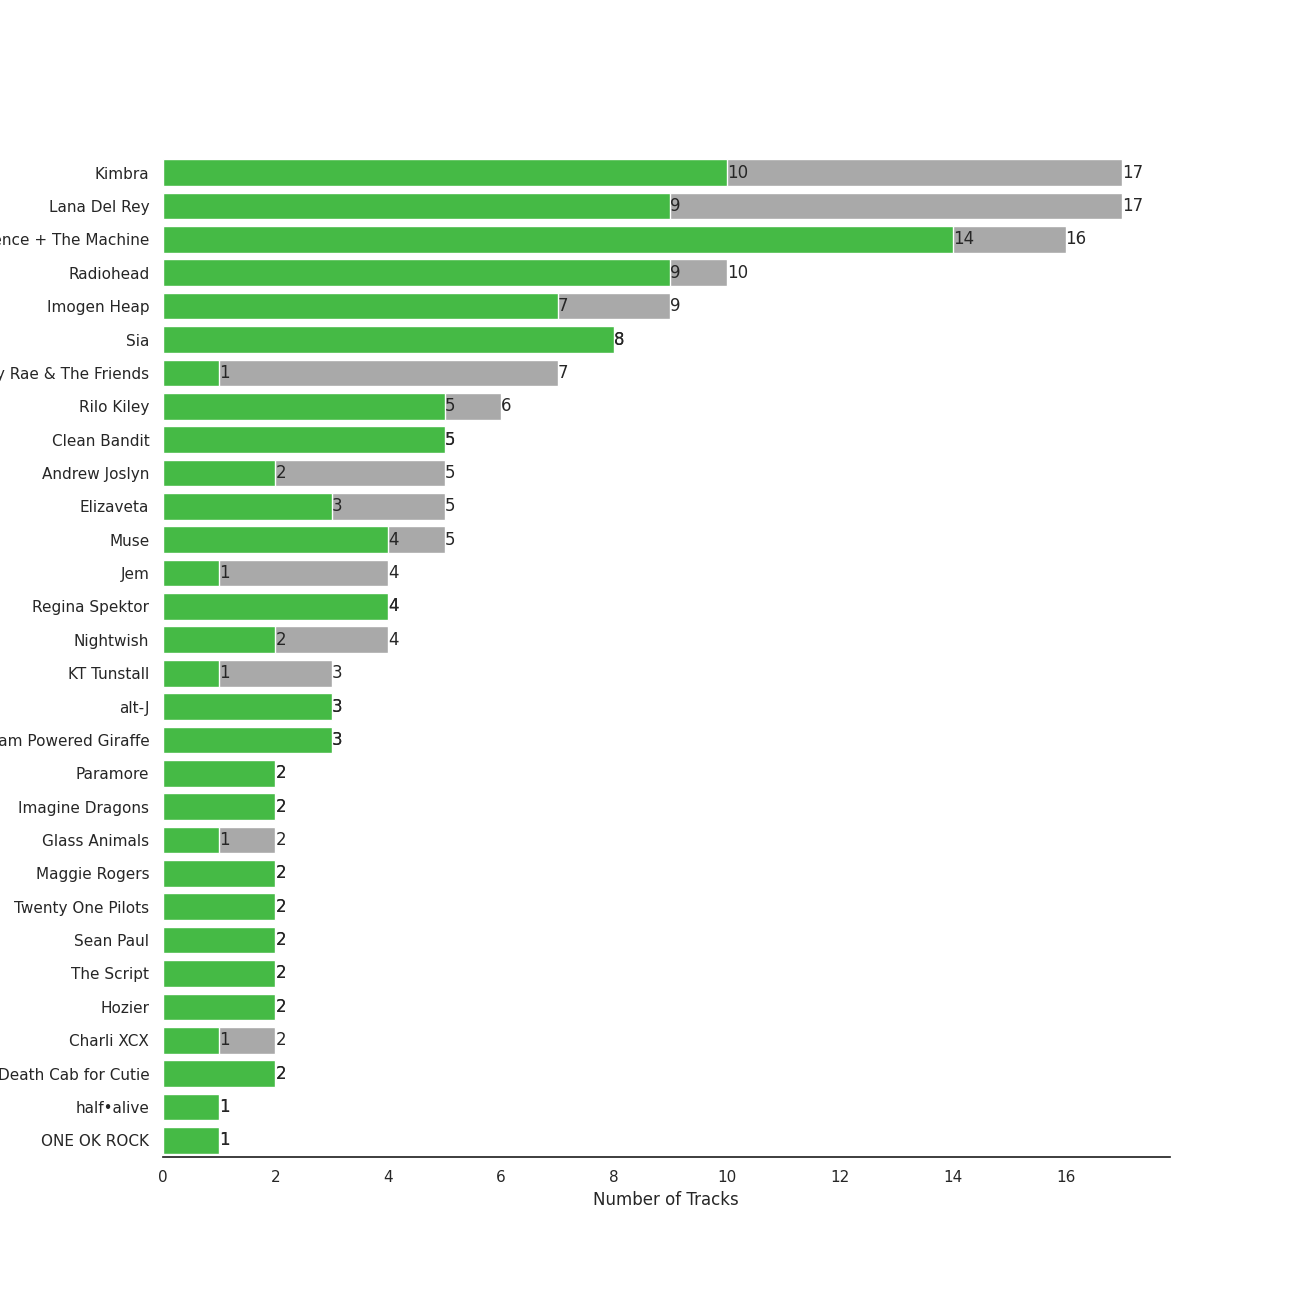 Kimbra 10 17
Lana Del Rey 9 17
ence + The Machine 14 16
Radiohead 9 10
Imogen Heap 7 9
Sia 8
y Rae & The Friends 1 7
Rilo Kiley 5 6
Clean Bandit 5
Andrew Joslyn 2 5
Elizaveta 3 5
Muse 4 5
Jem 1 4
Regina Spektor 4
Nightwish 2 4
KT Tunstall 1 3
alt-J 3
am Powered Giraffe 3
Paramore 2
Imagine Dragons 2
Glass Animals 1 2
Maggie Rogers 2
Twenty One Pilots 2
Sean Paul 2
The Script 2
Hozier 2
Charli XCX 1 2
Death Cab for Cutie 2
half•alive 1
ONE OK ROCK 1
0 2 4 6 8 10 12 14 16
Number of Tracks